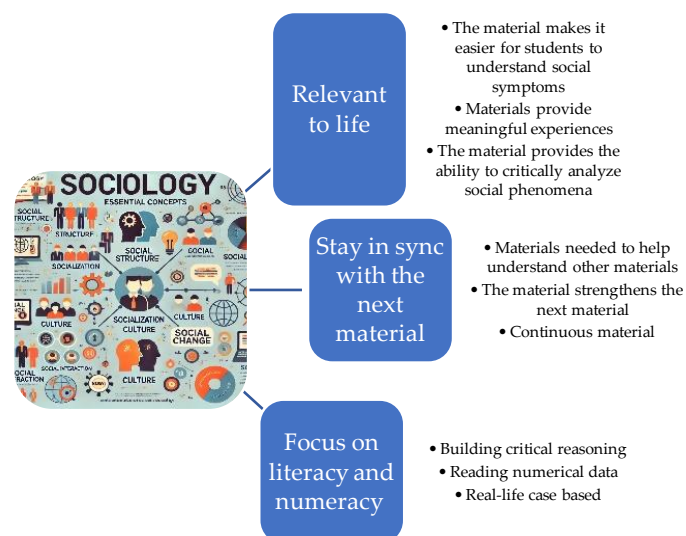 Relevant
to life
• The material makes it
easier for students to
understand social
symptoms
• Materials provide
meaningful experiences
• The material provides the
ability to critically analyze
social phenomena
SOCIOLOGY
ESSENTIAL CONCEPTS
SOCIAL
STRUCTURE
SOCIAL
STRUCTURE
SOCIAL
SOCIALIZATION
CULTURE
SOCIALIZATION
CULTURE
CULTURE
SOCIAL
CHANGE
CULTURE
SOCIAL INTERACTION
Stay in sync
with the
next
material
• Materials needed to help
understand other materials
• The material strengthens the
next material
• Continuous material
Focus on
literacy and
numeracy
• Building critical reasoning
• Reading numerical data
• Real-life case based